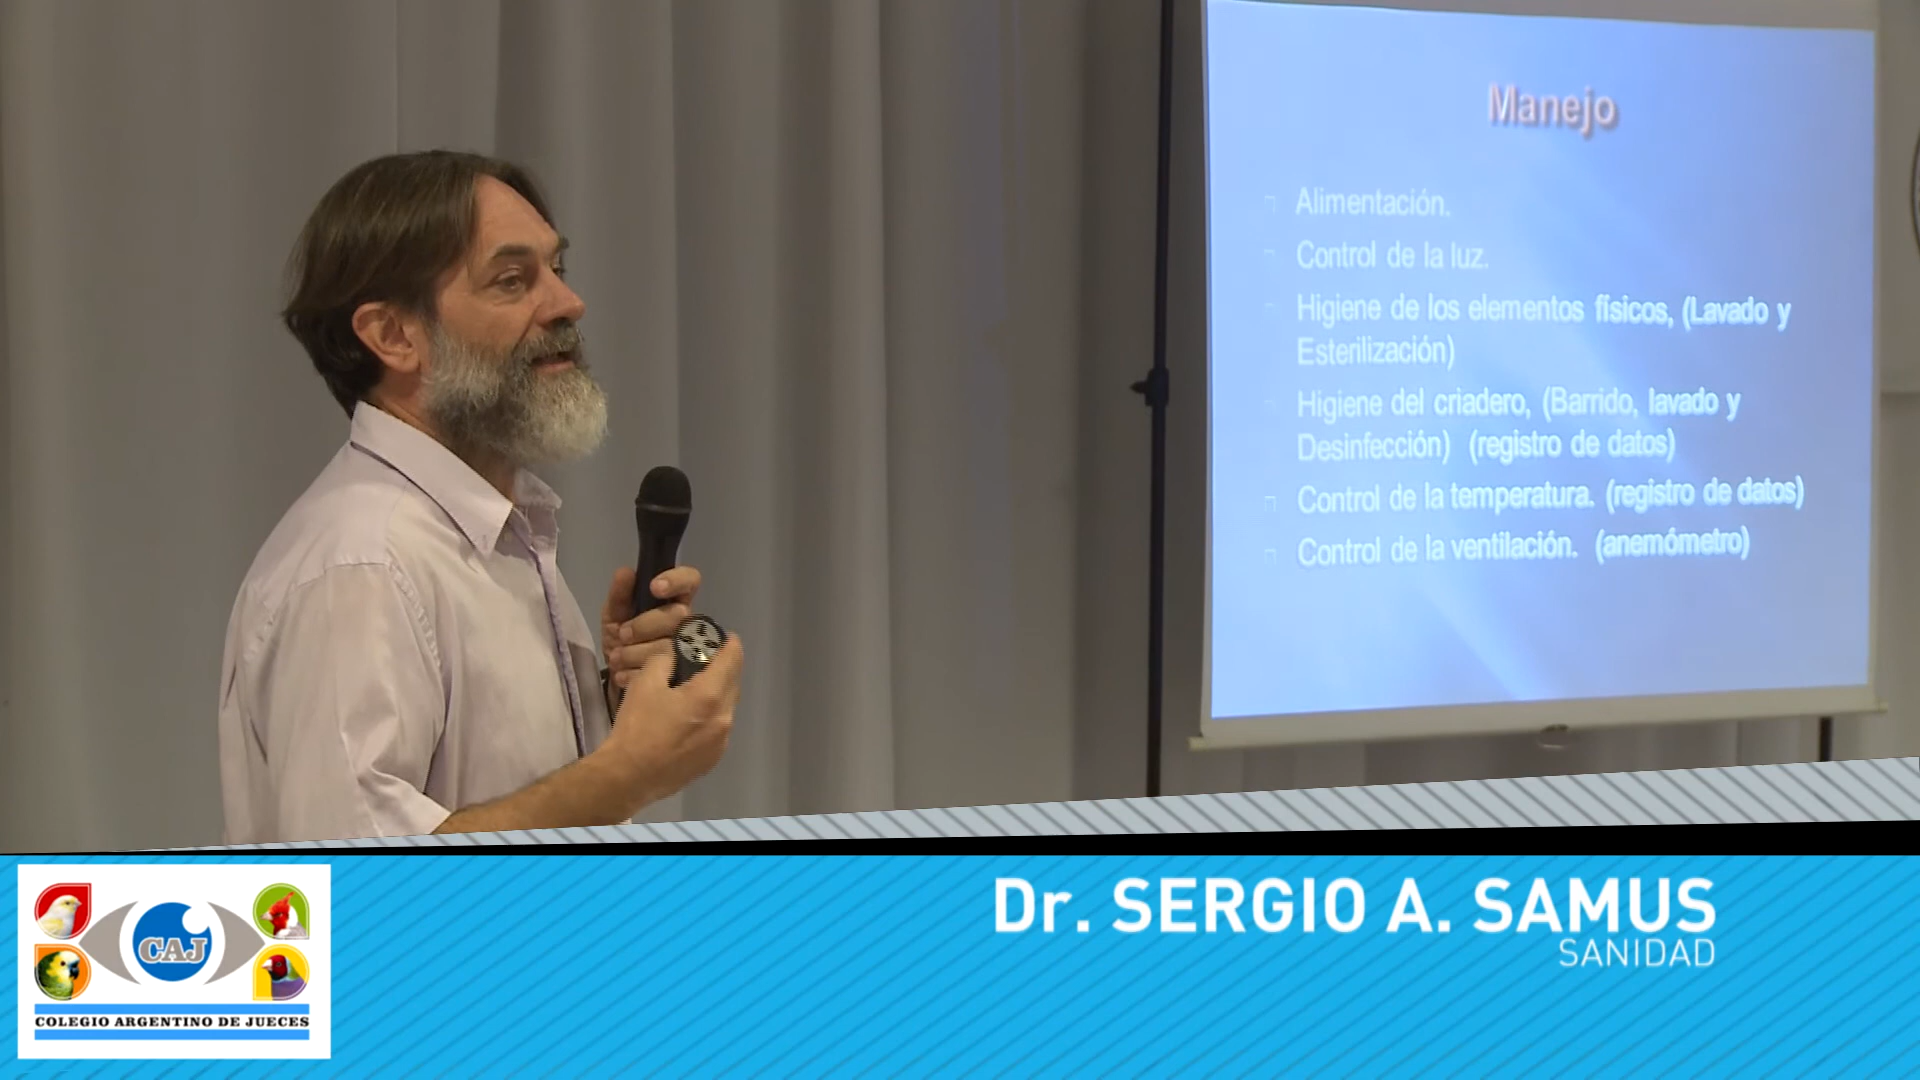 Manejo
Alimentación.
Control de la luz.
Higiene de los elementos físicos, (Lavado y
Esterilización)
Higiene del criadero, (Barrido, lavado y
Desinfección) (registro de datos)
Control de la temperatura. (registro de datos)
Control de la ventilación. (anemómetro)
Dr. SERGIO A. SAMUS
SANIDAD
CAJ
COLEGIO ARGENTINO DE JUECES